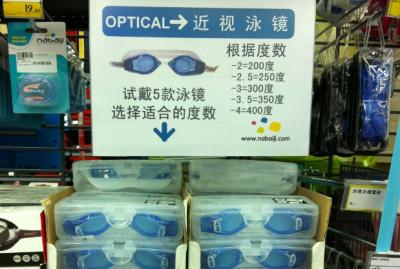 19
nabaiji
OPTICAL→近视泳镜
根据度数
-2=200度
-2.5=250度
-3=300度
-3.5=350度
-4=400度
试戴5款泳镜
选择适合的度数
www.nabaiji.com